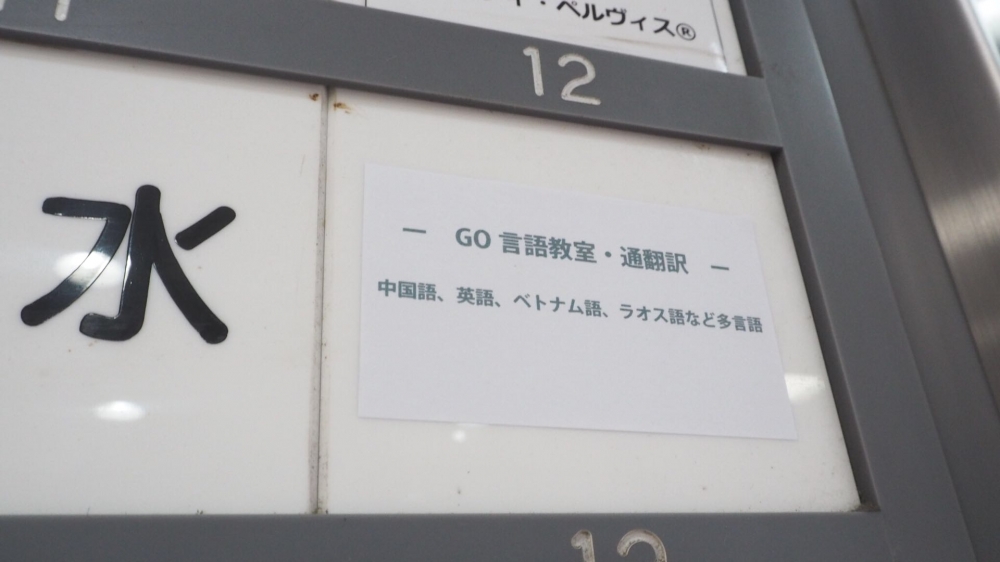 ペルヴィス®
12
水
ー GO 言語教室・通翻訳 ー
中国語、英語、ベトナム語、ラオス語など多言語